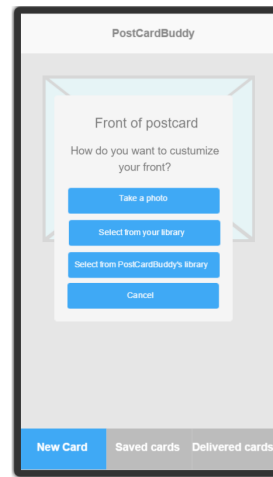 PostCardBuddy
Front of postcard
How do you want to custumize
your front?
Take a photo
Select from your library
Select from PostCardBuddy's library
Cancel
New Card
Saved cards
Delivered cards